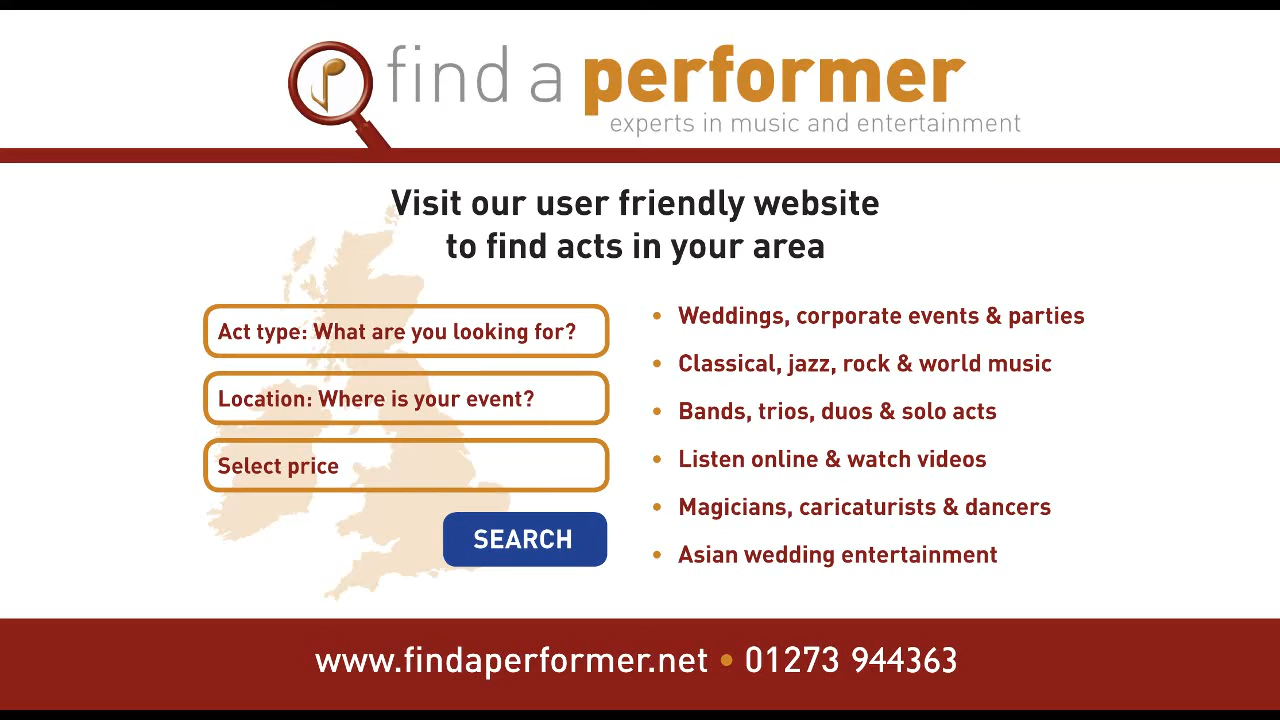 find a performer
experts in music and entertainment
Visit our user friendly website
to find acts in your area
Act type: What are you looking for?
Location: Where is your event?
Select price
SEARCH
• Weddings, corporate events & parties
• Classical, jazz, rock & world music
• Bands, trios, duos & solo acts
• Listen online & watch videos
• Magicians, caricaturists & dancers
• Asian wedding entertainment
www.findaperformer.net • 01273 944363